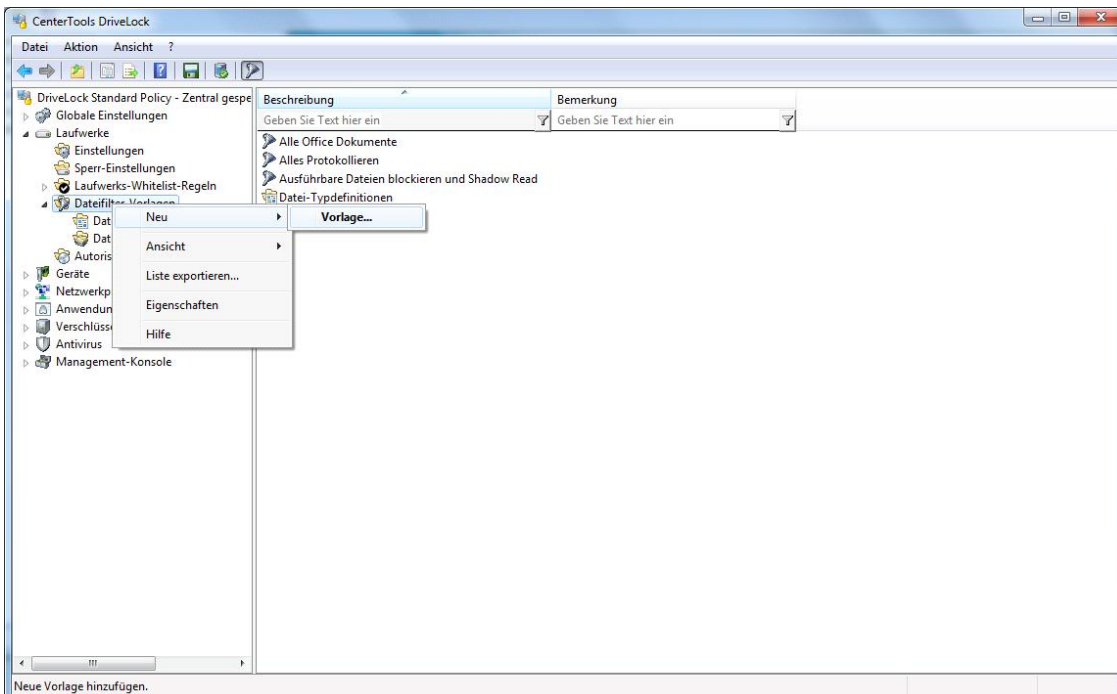 CenterTools DriveLock
Datei Aktion Ansicht ?
DriveLock Standard Policy - Zentral gespe
Globale Einstellungen
Laufwerke
Einstellungen
Sperr-Einstellungen
Laufwerks-Whitelist-Regeln
Dateifilter-Vorlagen
Dat
Dat
Autoris
Geräte
Netzwerkp
Anwendun
Verschlüss
Antivirus
Management-Konsole
Neu
Vorlage...
Ansicht
Liste exportieren...
Eigenschaften
Hilfe
Beschreibung Bemerkung
Geben Sie Text hier ein Geben Sie Text hier ein
Alle Office Dokumente
Alles Protokollieren
Ausführbare Dateien blockieren und Shadow Read
Datei-Typdefinitionen
Neue Vorlage hinzufügen.